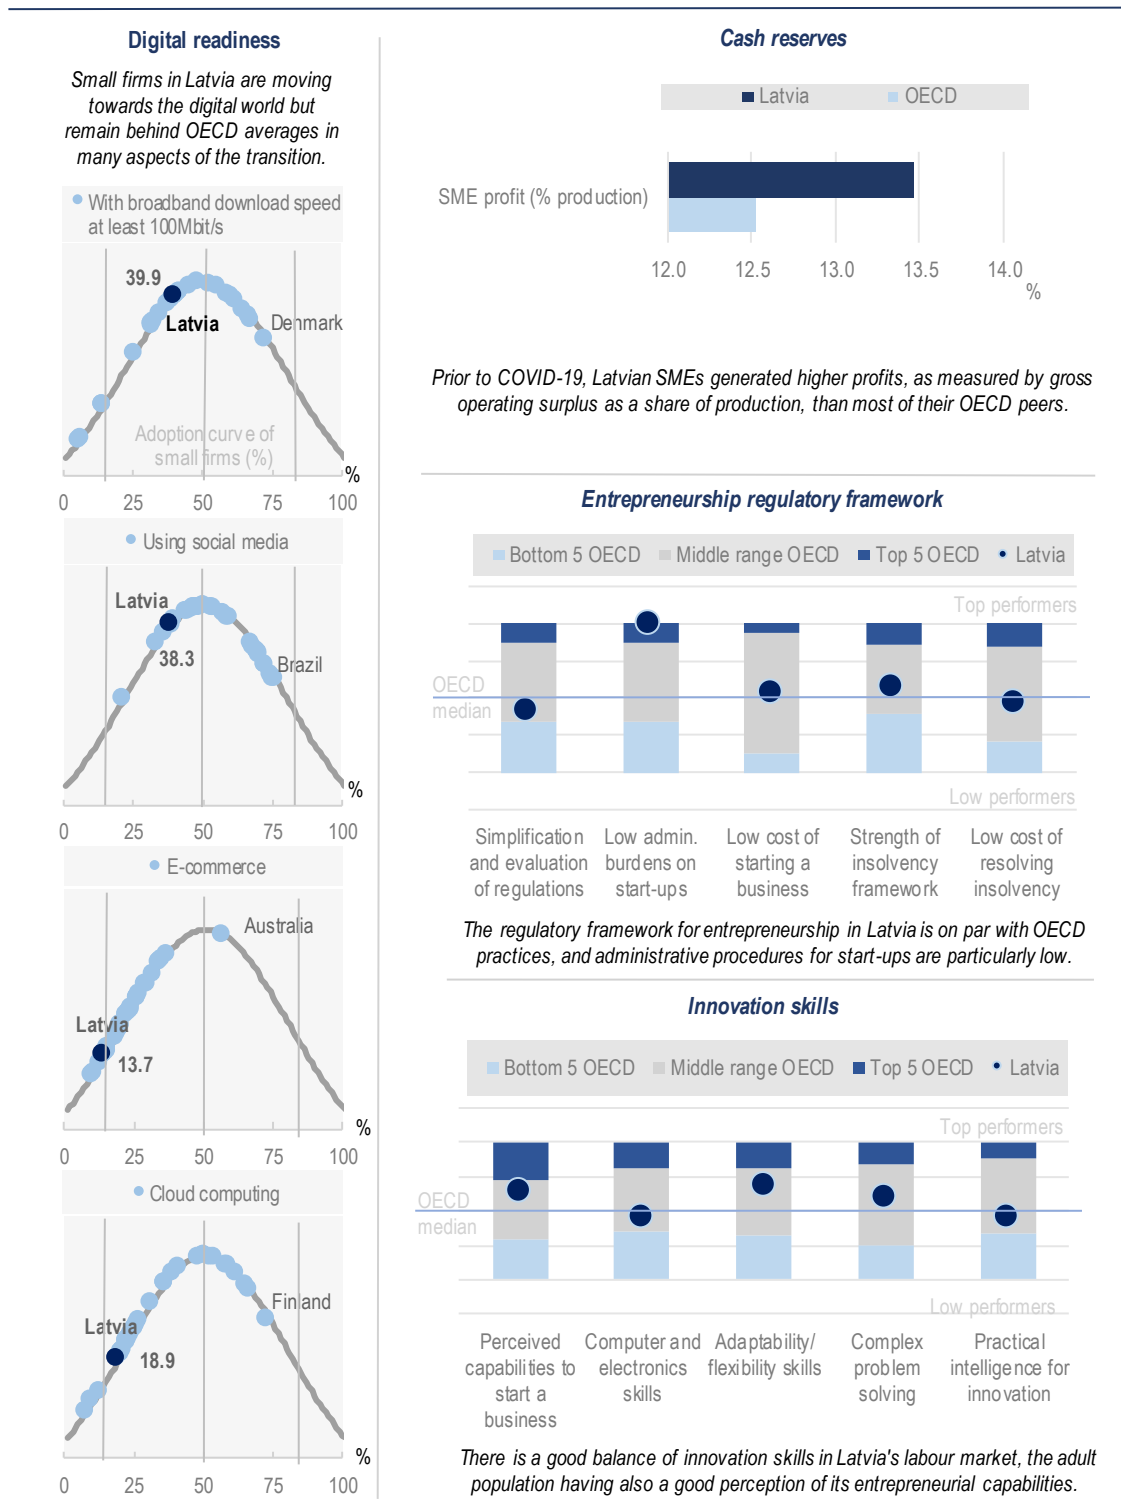 Digital readiness
Small firms in Latvia are moving
towards the digital world but
remain behind OECD averages in
many aspects of the transition.
With broadband download speed
at least 100Mbit/s
39.9
Latvia
Denmark
Adoption curve of
small firms (%)
%
0 25 50 75 100
Using social media
Latvia
38.3
Brazil
%
0 25 50 75 100
E-commerce
Australia
Latvia
13.7
%
0 25 50 75 100
Cloud computing
Finland
Latvia
18.9
%
0 25 50 75 100
Cash reserves
Latvia OECD
SME profit (% production)
12.0 12.5 13.0 13.5 14.0
%
Prior to COVID-19, Latvian SMEs generated higher profits, as measured by gross
operating surplus as a share of production, than most of their OECD peers.
Entrepreneurship regulatory framework
Bottom 5 OECD Middle range OECD Top 5 OECD Latvia
Top performers
OECD
median
Low performers
Simplification
and evaluation
of regulations
Low admin.
burdens on
start-ups
Low cost of
starting a
business
Strength of
insolvency
framework
Low cost of
resolving
insolvency
The regulatory framework for entrepreneurship in Latvia is on par with OECD
practices, and administrative procedures for start-ups are particularly low.
Innovation skills
Bottom 5 OECD Middle range OECD Top 5 OECD Latvia
Top performers
OECD
median
Low performers
Perceived
capabilities to
start a
business
Computer and
electronics
skills
Adaptability/
flexibility skills
Complex
problem
solving
Practical
intelligence for
innovation
There is a good balance of innovation skills in Latvia's labour market, the adult
population having also a good perception of its entrepreneurial capabilities.